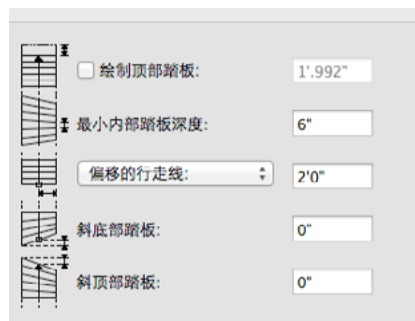 绘制顶部踏板: 1'.992"
最小内部踏板深度: 6"
偏移的行走线: 2'0"
斜底部踏板: 0"
斜顶部踏板: 0"